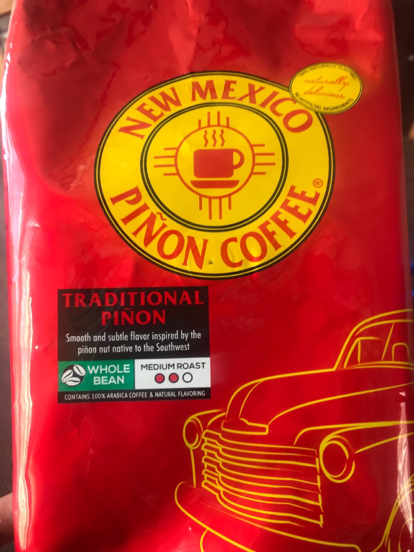 NEW MEXICO
PIÑON COFFEE®
naturally
delicious
TRADITIONAL
PIÑON
Smooth and subtle flavor inspired by the
piñon nut native to the Southwest
WHOLE
BEAN
MEDIUM ROAST
CONTAINS 100% ARABICA COFFEE & NATURAL FLAVORING